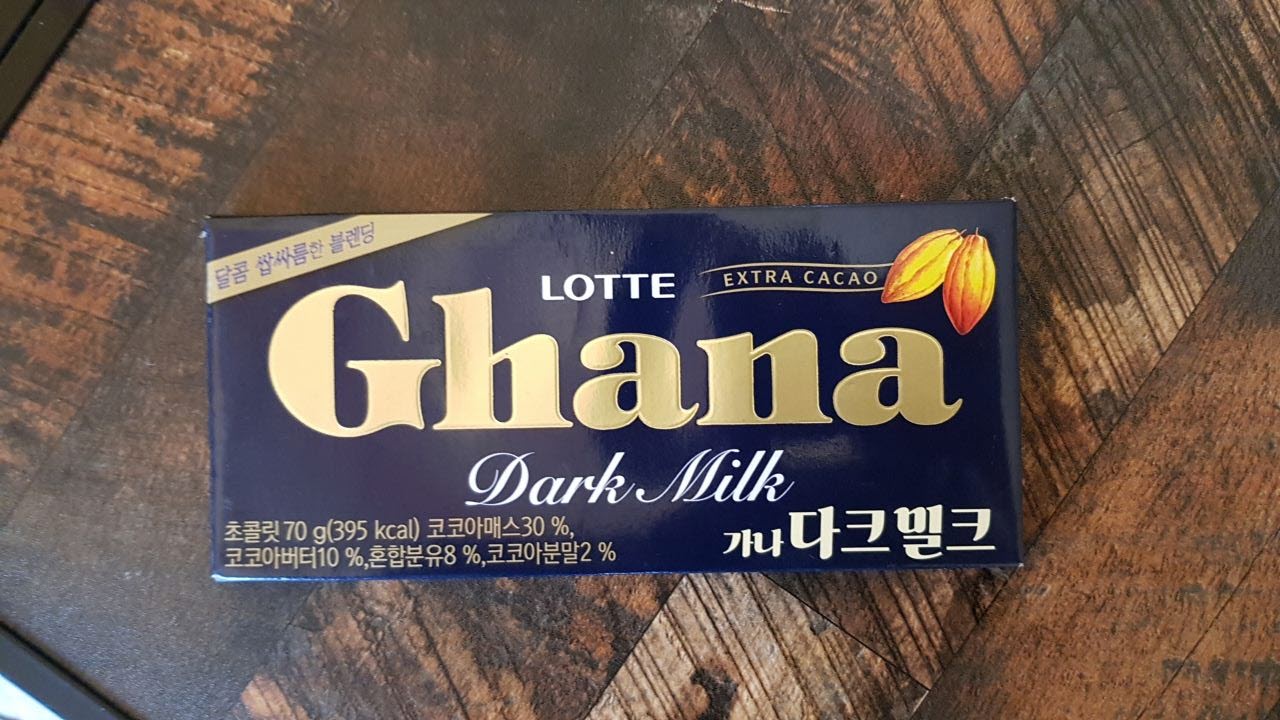 달콤 쌉싸름한 블렌딩
LOTTE
EXTRA CACAO
Ghana
Dark Milk
초콜릿 70 g(395 kcal) 코코아매스30 %,
코코아버터10 %,혼합분유8 %,코코아분말2 %
가나 다크밀크